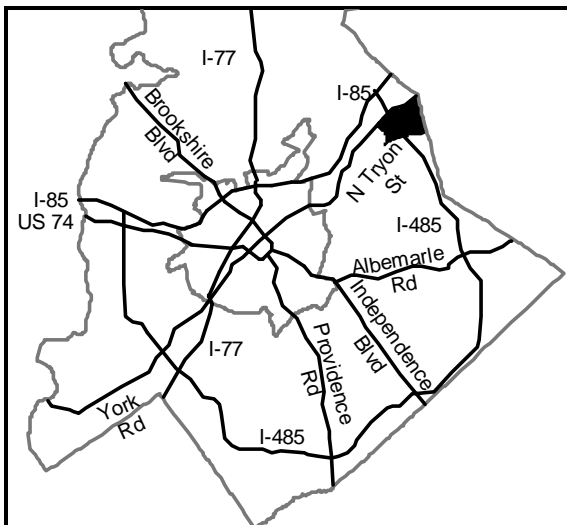 I-77
I-85
Brookshire
Blvd
N Tryon
St
I-85
US 74
I-485
Albemarle
Rd
Independence
Blvd
I-77
Providence
Rd
York
Rd
I-485